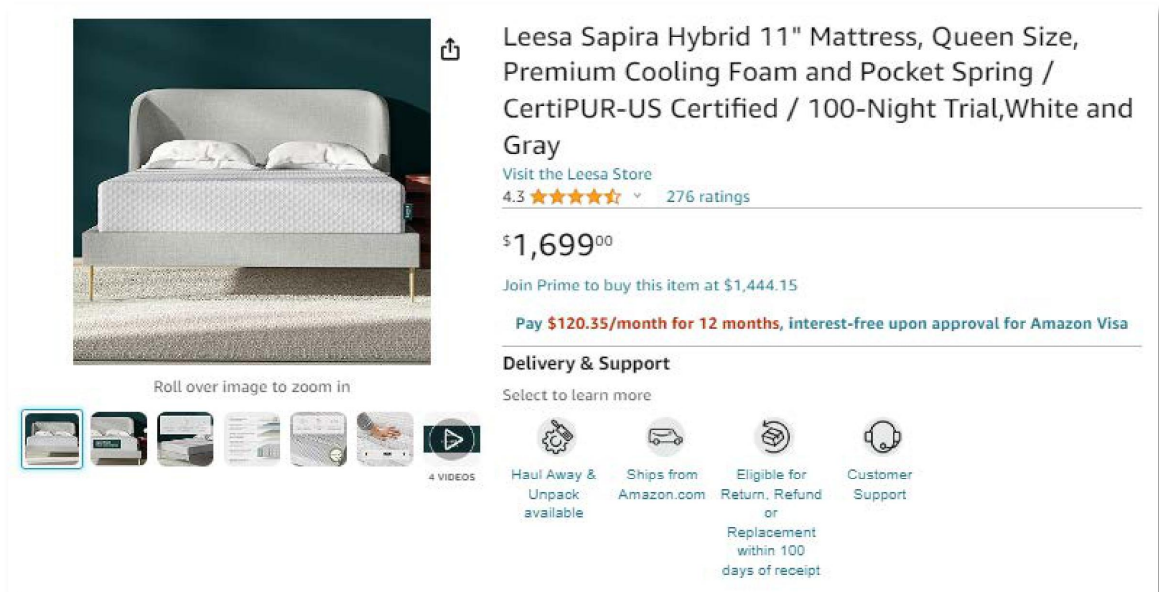 Leesa Sapira Hybrid 11" Mattress, Queen Size,
Premium Cooling Foam and Pocket Spring /
CertiPUR-US Certified / 100-Night Trial,White and
Gray
Visit the Leesa Store
4.3
276 ratings
$1,699.00
Join Prime to buy this item at $1,444.15
Pay $120.35/month for 12 months, interest-free upon approval for Amazon Visa
Delivery & Support
Select to learn more
Haul Away &
Unpack
available
Ships from
Amazon.com
Eligible for
Return, Refund
or
Replacement
within 100
days of receipt
Customer
Support
Roll over image to zoom in
4 VIDEOS